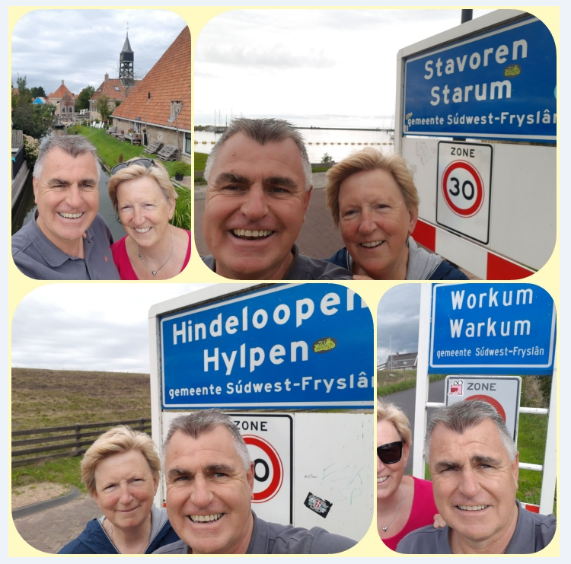 Stavoren
Starum
gemeente Súdwest-Fryslân
ZONE
30
Hindeloopen
Hylpen
gemeente Súdwest-Fryslân
ZONE
Workum
Warkum
gemeente Súdwest-Fryslân
ZONE